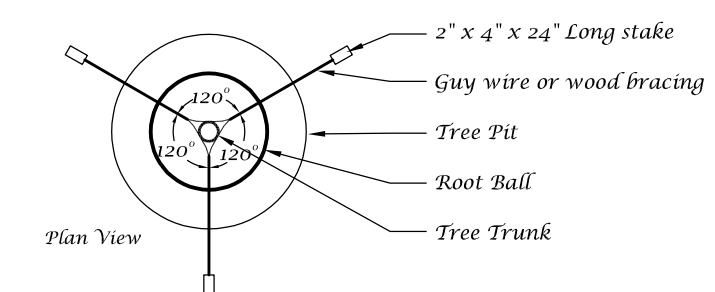 2" x 4" x 24" Long stake
Guy wire or wood bracing
120°
Tree Pit
120°
120°
Root Ball
Tree Trunk
Plan View